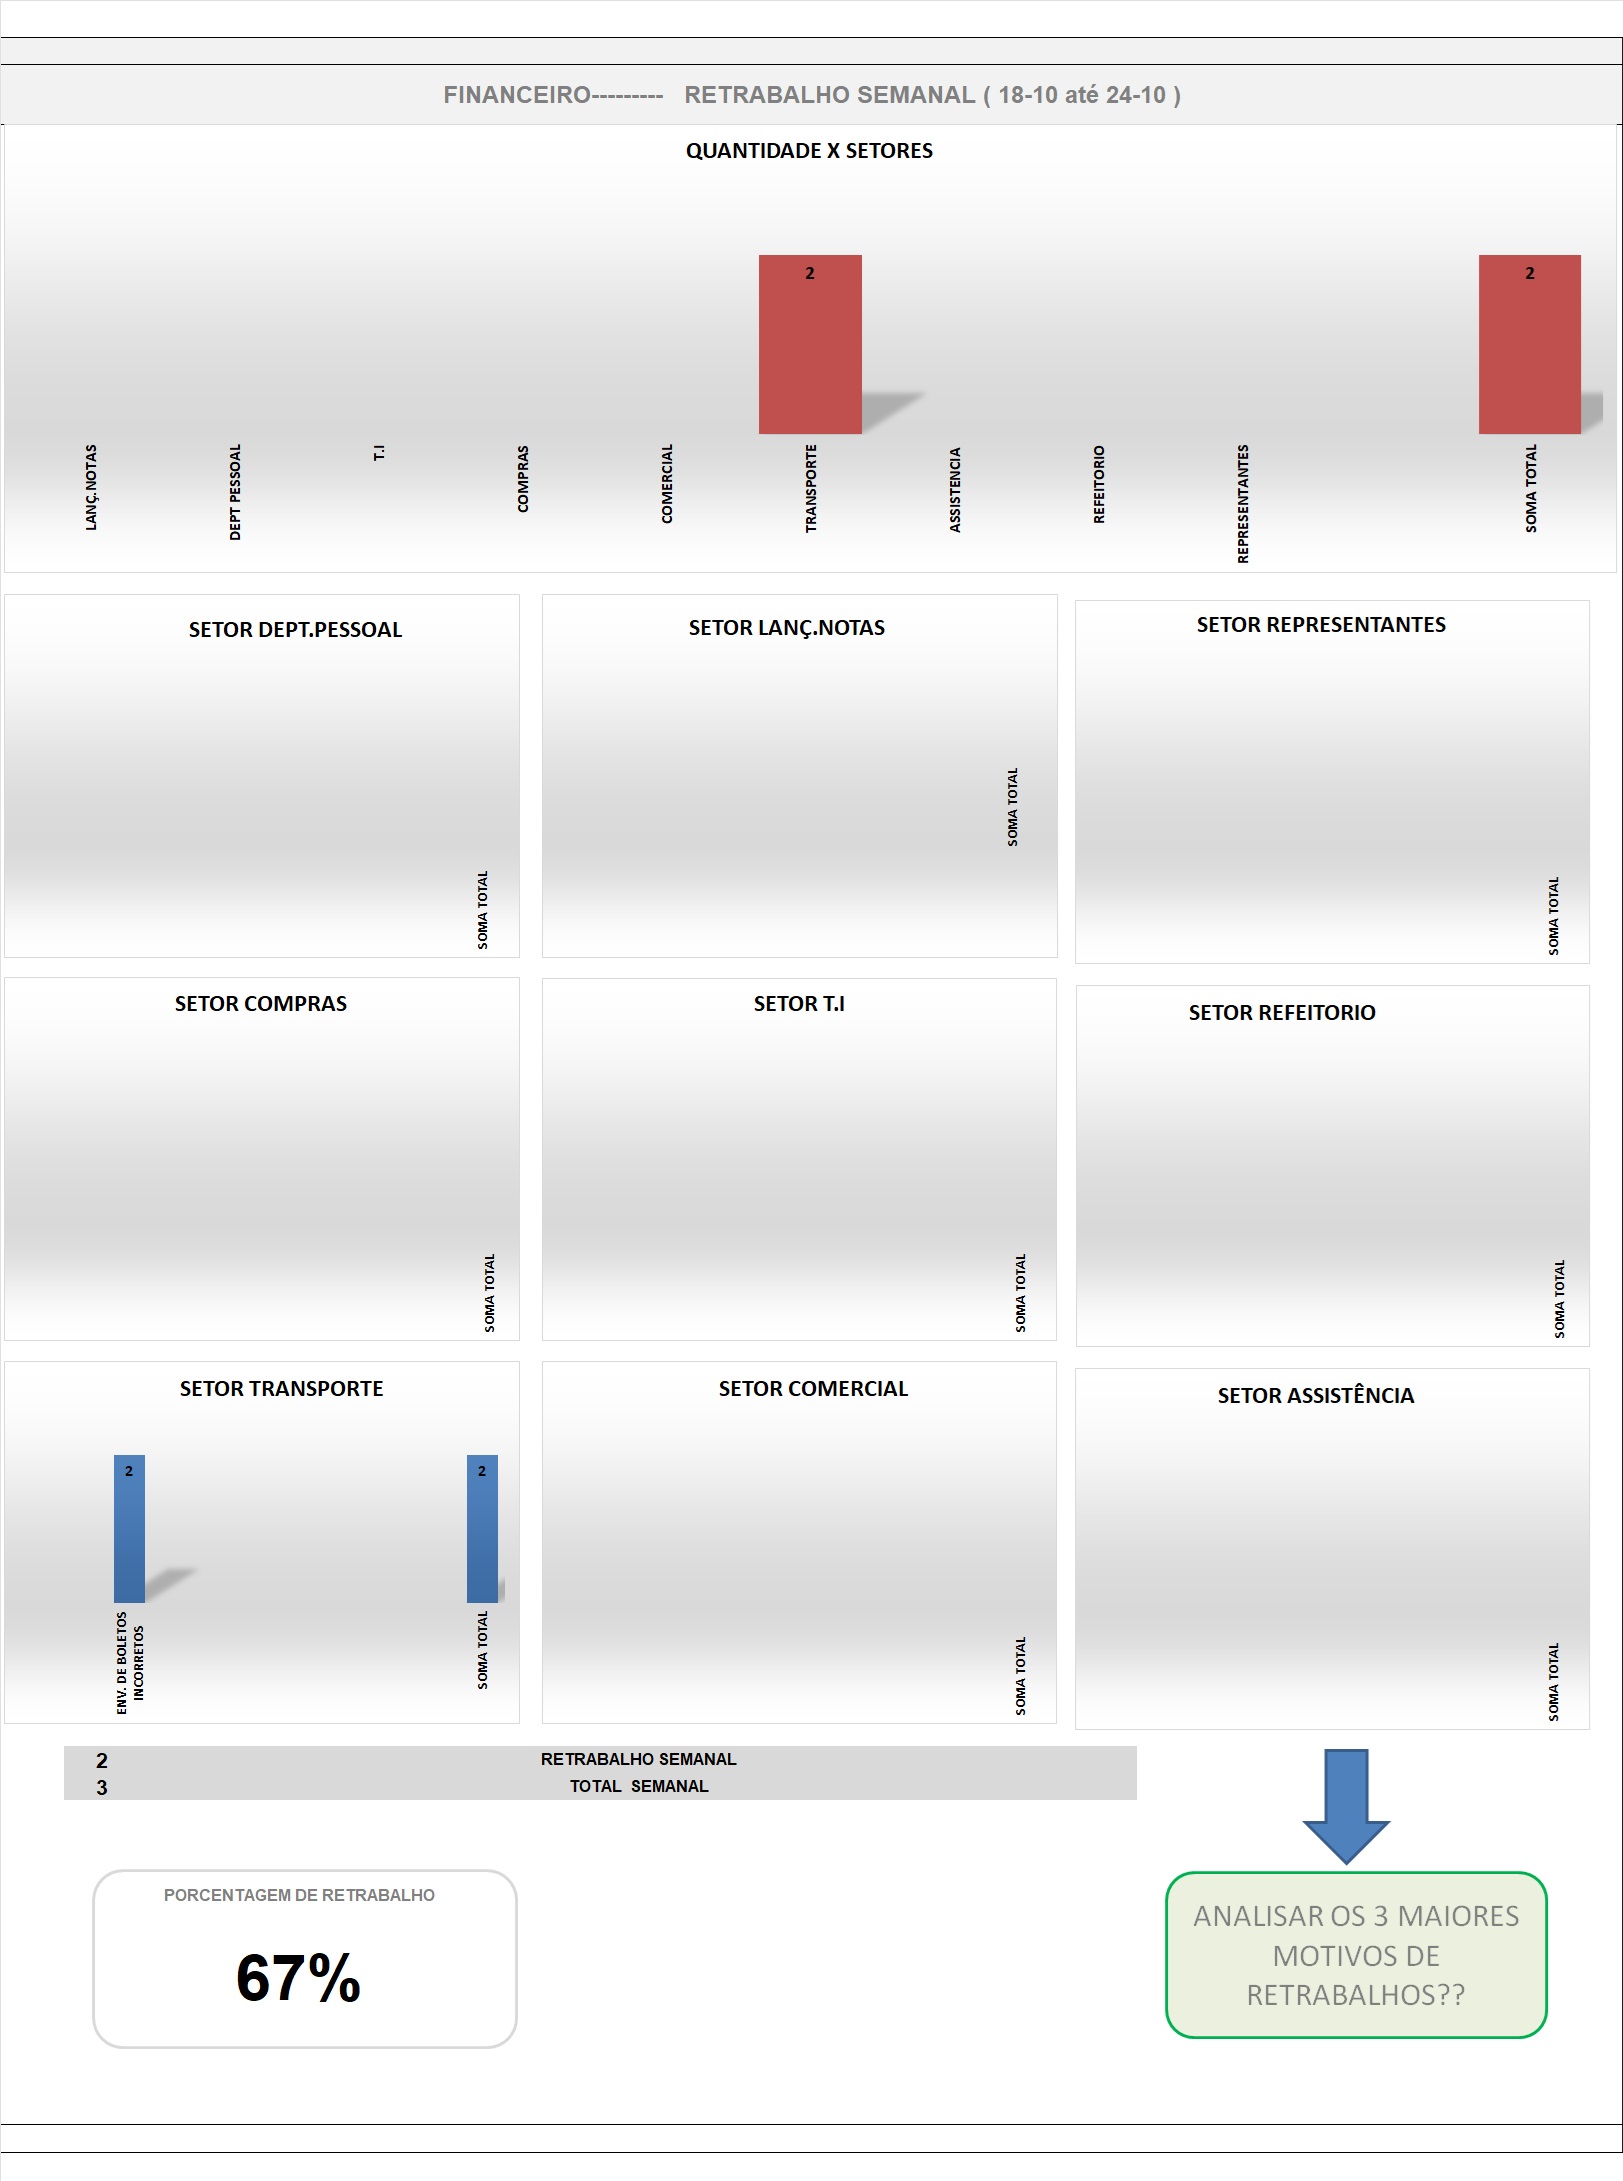 FINANCEIRO--------- RETRABALHO SEMANAL ( 18-10 até 24-10 )
QUANTIDADE X SETORES
2
2
LANÇ.NOTAS
DEPT PESSOAL
T.I
COMPRAS
COMERCIAL
TRANSPORTE
ASSISTENCIA
REFEITORIO
REPRESENTANTES
SOMA TOTAL
SETOR DEPT.PESSOAL
SOMA TOTAL
SETOR LANÇ.NOTAS
SOMA TOTAL
SETOR REPRESENTANTES
SOMA TOTAL
SETOR COMPRAS
SOMA TOTAL
SETOR T.I
SOMA TOTAL
SETOR REFEITORIO
SOMA TOTAL
SETOR TRANSPORTE
2
2
ENV. DE BOLETOS
INCORRETOS
SOMA TOTAL
SETOR COMERCIAL
SOMA TOTAL
SETOR ASSISTÊNCIA
SOMA TOTAL
2 RETRABALHO SEMANAL
3 TOTAL SEMANAL
PORCENTAGEM DE RETRABALHO
67%
ANALISAR OS 3 MAIORES
MOTIVOS DE
RETRABALHOS??